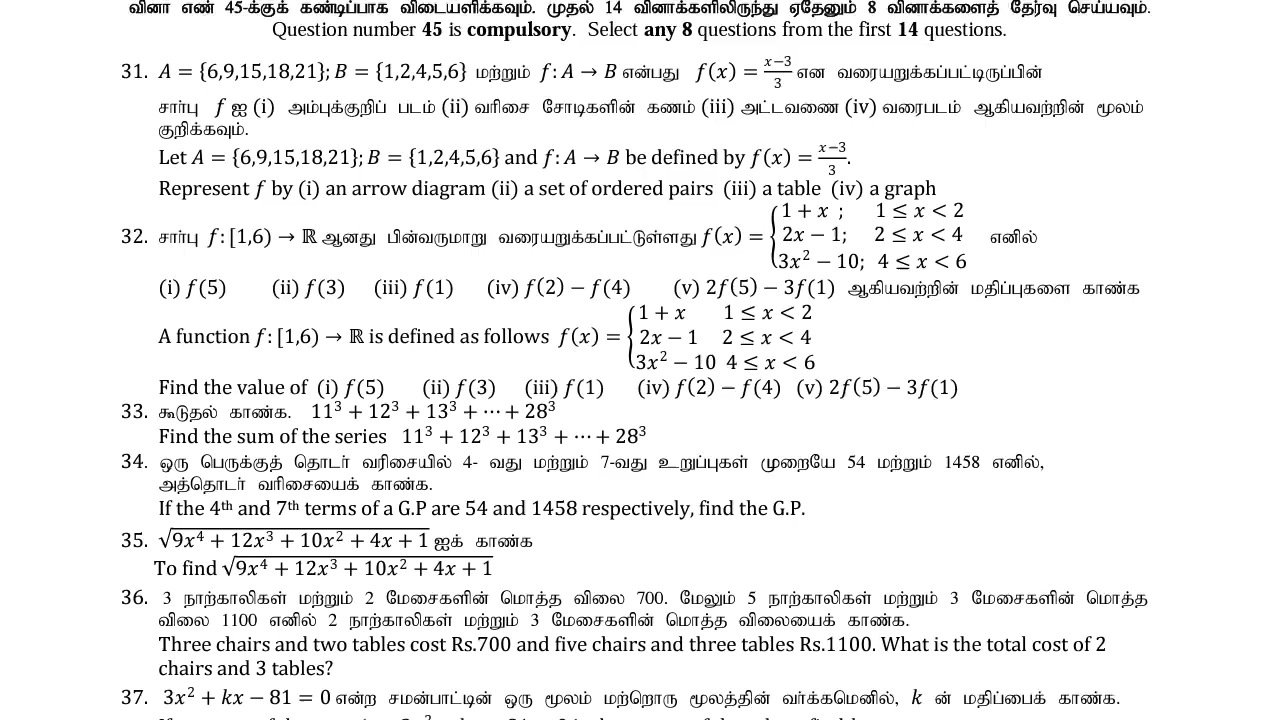 வினா எண் 45-க்குக் கண்டிப்பாக விடையளிக்கவும். முதல் 14 வினாக்களிலிருந்து ஏதேனும் 8 வினாக்களைத் தேர்வு செய்யவும்.
Question number 45 is compulsory. Select any 8 questions from the first 14 questions.
31. A = {6,9,15,18,21}; B = {1,2,4,5,6} மற்றும் f: A → B என்பது f(x) = (x−3)/3 என வரையறுக்கப்பட்டிருப்பின்
சார்பு f ஐ (i) அம்புக்குறிப் படம் (ii) வரிசை சோடிகளின் கணம் (iii) அட்டவணை (iv) வரைபடம் ஆகியவற்றின் மூலம்
குறிக்கவும்.
Let A = {6,9,15,18,21}; B = {1,2,4,5,6} and f: A → B be defined by f(x) = (x−3)/3.
Represent f by (i) an arrow diagram (ii) a set of ordered pairs (iii) a table (iv) a graph
32. சார்பு f: [1,6) → ℝ ஆனது பின்வருமாறு வரையறுக்கப்பட்டுள்ளது f(x) = { 1 + x ; 1 ≤ x < 2
2x − 1; 2 ≤ x < 4 எனில்
3x² − 10; 4 ≤ x < 6
(i) f(5) (ii) f(3) (iii) f(1) (iv) f(2) − f(4) (v) 2f(5) − 3f(1) ஆகியவற்றின் மதிப்புகளை காண்க
A function f: [1,6) → ℝ is defined as follows f(x) = { 1 + x 1 ≤ x < 2
2x − 1 2 ≤ x < 4
3x² − 10 4 ≤ x < 6
Find the value of (i) f(5) (ii) f(3) (iii) f(1) (iv) f(2) − f(4) (v) 2f(5) − 3f(1)
33. கூடுதல் காண்க. 11³ + 12³ + 13³ + ⋯ + 28³
Find the sum of the series 11³ + 12³ + 13³ + ⋯ + 28³
34. ஒரு பெருக்குத் தொடர் வரிசையில் 4- வது மற்றும் 7-வது உறுப்புகள் முறையே 54 மற்றும் 1458 எனில்,
அத்தொடர் வரிசையைக் காண்க.
If the 4th and 7th terms of a G.P are 54 and 1458 respectively, find the G.P.
35. √(9x⁴ + 12x³ + 10x² + 4x + 1) ஐக் காண்க
To find √(9x⁴ + 12x³ + 10x² + 4x + 1)
36. 3 நாற்காலிகள் மற்றும் 2 மேசைகளின் மொத்த விலை 700. மேலும் 5 நாற்காலிகள் மற்றும் 3 மேசைகளின் மொத்த
விலை 1100 எனில் 2 நாற்காலிகள் மற்றும் 3 மேசைகளின் மொத்த விலையைக் காண்க.
Three chairs and two tables cost Rs.700 and five chairs and three tables Rs.1100. What is the total cost of 2
chairs and 3 tables?
37. 3x² + kx − 81 = 0 என்ற சமன்பாட்டின் ஒரு மூலம் மற்றொரு மூலத்தின் வர்க்கமெனில், k ன் மதிப்பைக் காண்க.